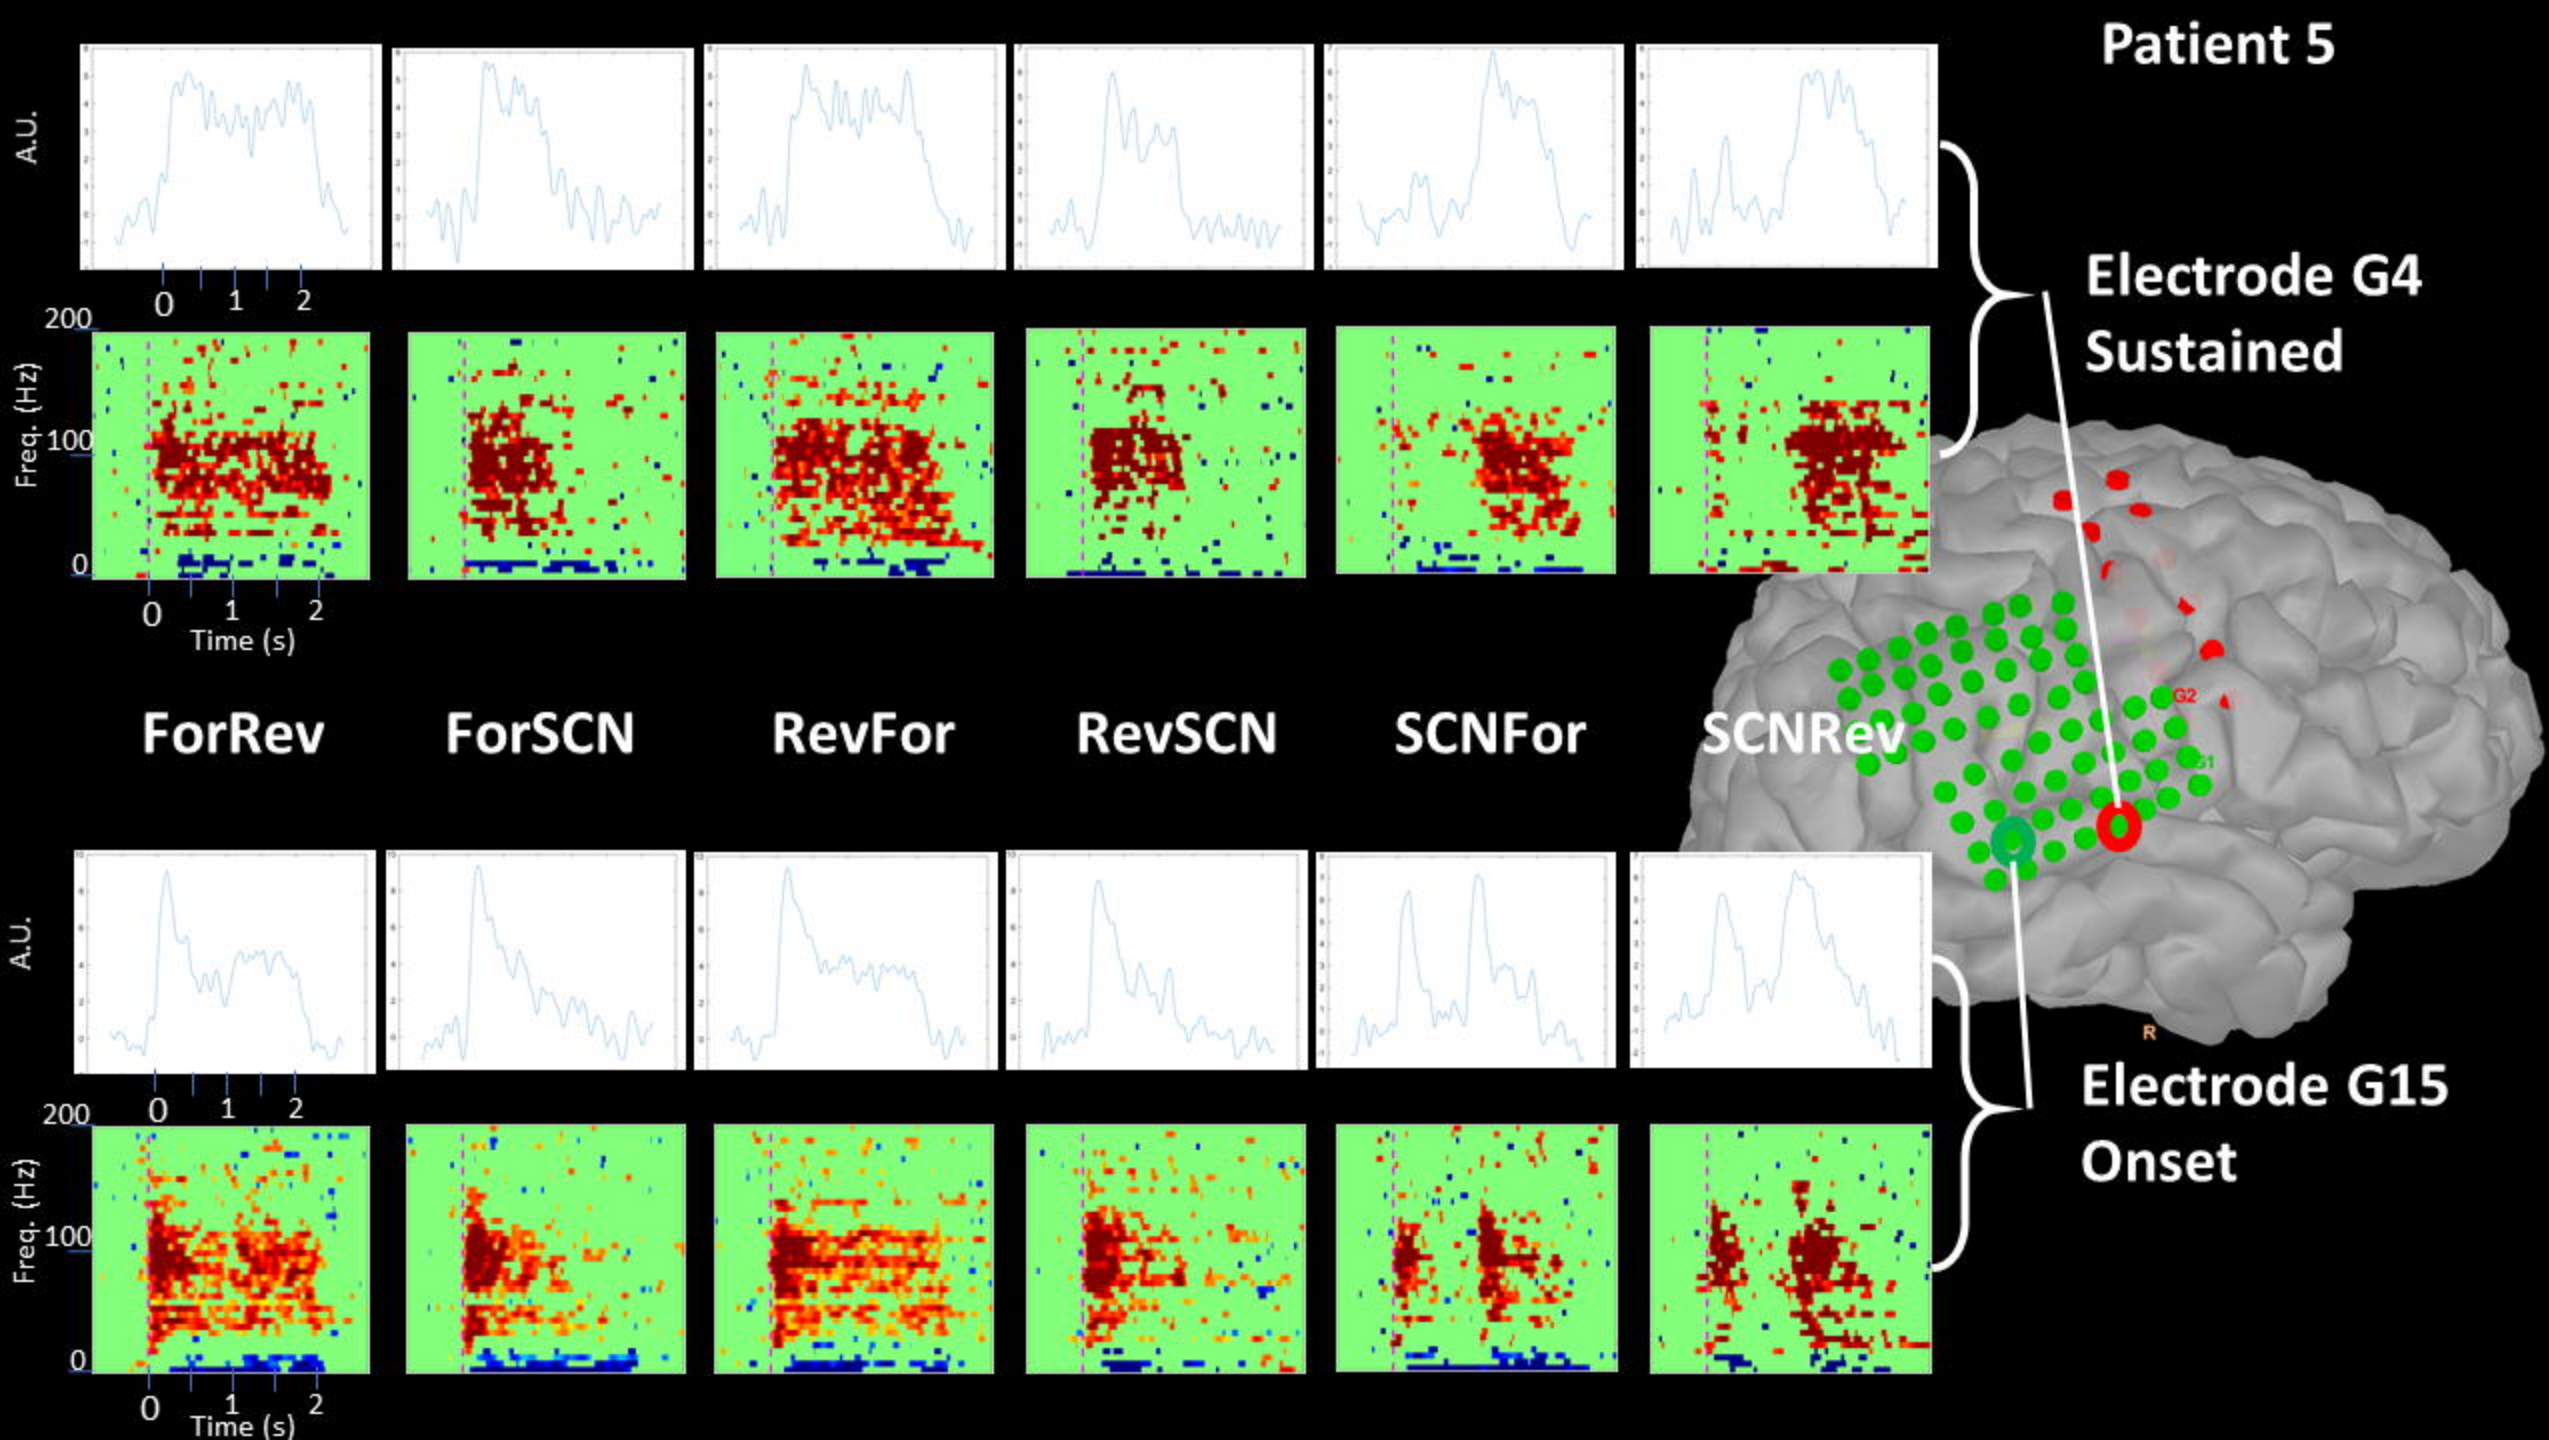 Patient 5
A.U.
0 1 2
Electrode G4
Sustained
200
100
0
Freq. (Hz)
0 1 2
Time (s)
G2
G1
ForRev ForSCN RevFor RevSCN SCNFor SCNRev
A.U.
0 1 2
R
Electrode G15
Onset
200
100
0
Freq. (Hz)
0 1 2
Time (s)